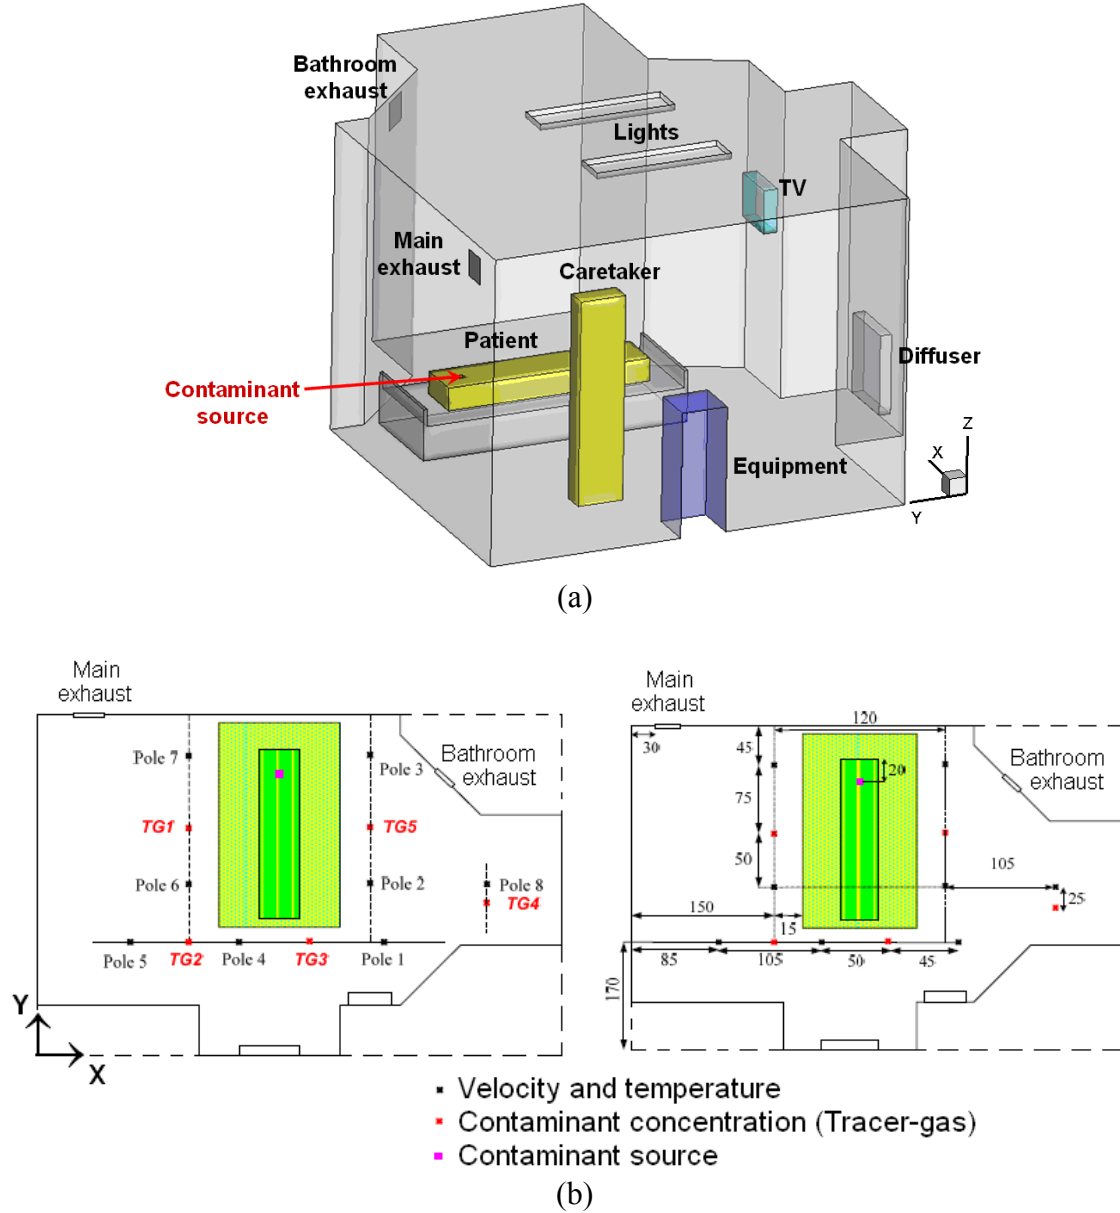 (a)
Bathroom
exhaust
Lights
TV
Main
exhaust
Caretaker
Patient
Diffuser
Contaminant
source
Equipment
Z
X
Y
(a)
Main
exhaust
Pole 7
Pole 3
Bathroom
exhaust
TG1
TG5
Pole 6
Pole 2
Pole 8
TG4
Pole 5
TG2
Pole 4
TG3
Pole 1
Y
X
Main
exhaust
120
30
45
20
Bathroom
exhaust
75
50
105
25
150
15
85
105
50
45
170
Velocity and temperature
Contaminant concentration (Tracer-gas)
Contaminant source
(b)